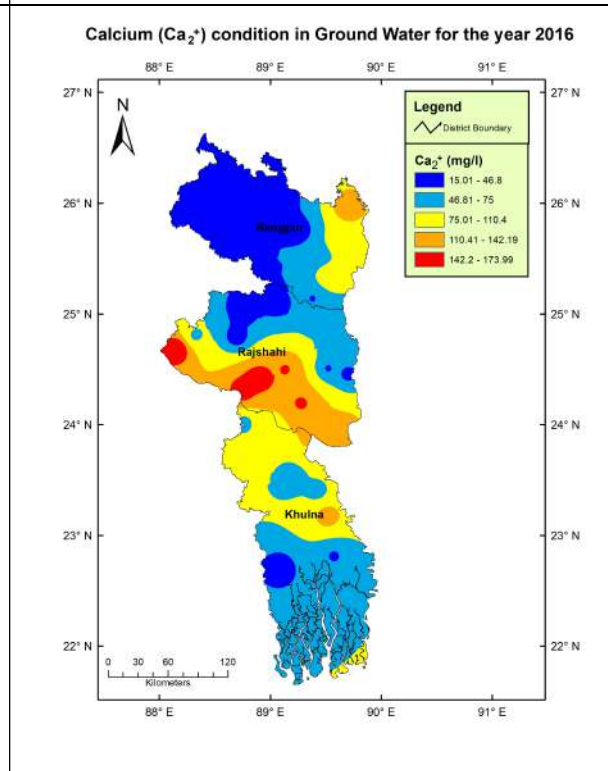 Calcium (Ca₂⁺) condition in Ground Water for the year 2016
88° E 89° E 90° E 91° E
27° N 27° N
N
Legend
District Boundary
Ca₂⁺ (mg/l)
15.01 - 46.8
46.81 - 75
75.01 - 110.4
110.41 - 142.19
142.2 - 173.99
26° N 26° N
Rangpur
25° N 25° N
Rajshahi
24° N 24° N
Khulna
23° N 23° N
22° N 22° N
0 30 60 120
Kilometers
88° E 89° E 90° E 91° E